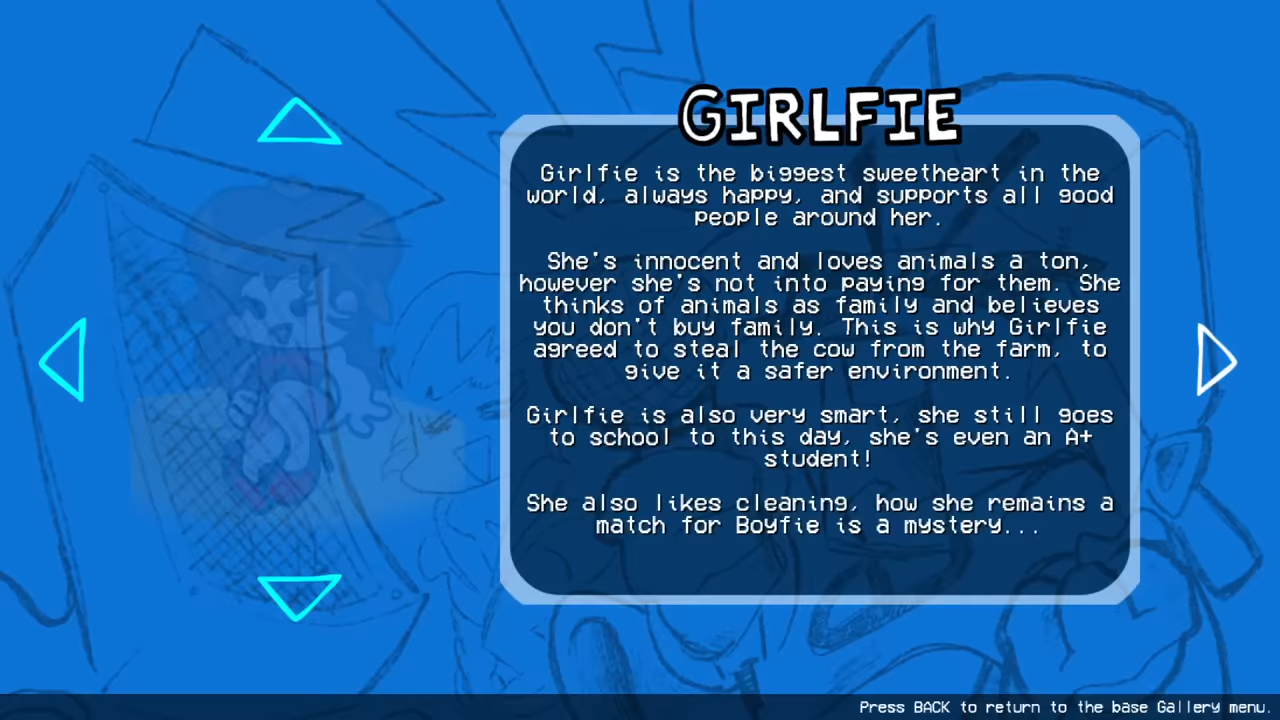 GIRLFIE
Girlfie is the biggest sweetheart in the
world, always happy, and supports all good
people around her.
She's innocent and loves animals a ton,
however she's not into paying for them. She
thinks of animals as family and believes
you don't buy family. This is why Girlfie
agreed to steal the cow from the farm, to
give it a safer environment.
Girlfie is also very smart, she still goes
to school to this day, she's even an A+
student!
She also likes cleaning, how she remains a
match for Boyfie is a mystery...
Press BACK to return to the base Gallery menu.